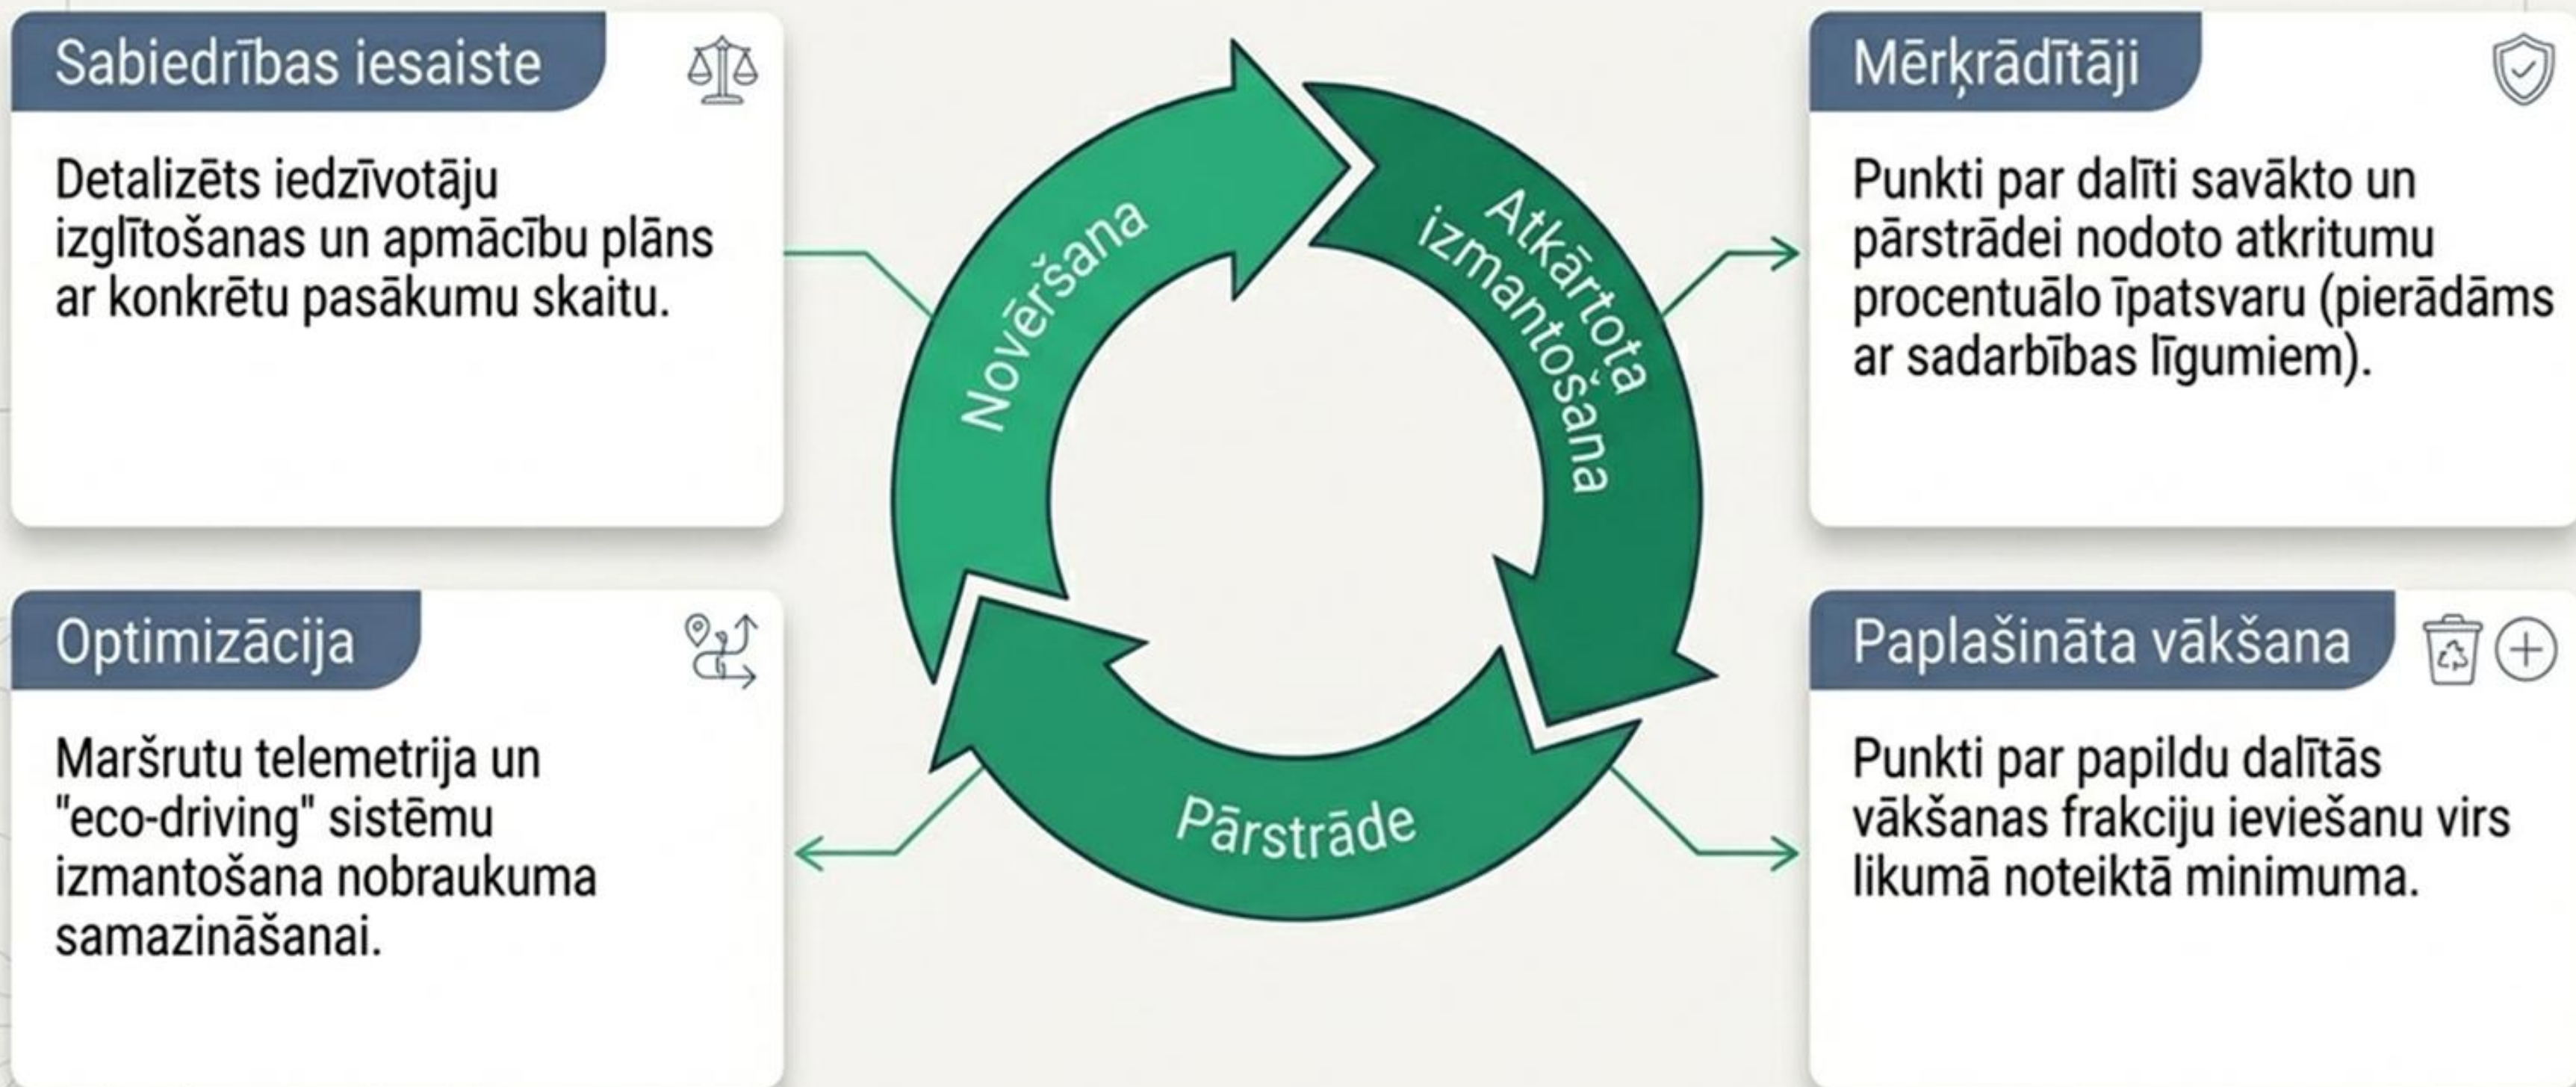 Sabiedrības iesaiste
Detalizēts iedzīvotāju
izglītošanas un apmācību plāns
ar konkrētu pasākumu skaitu.
Novēršana
Atkārtota
izmantošana
Pārstrāde
Mērķrādītāji
Punkti par dalīti savākto un
pārstrādei nodoto atkritumu
procentuālo īpatsvaru (pierādāms
ar sadarbības līgumiem).
Optimizācija
Maršrutu telemetrija un
"eco-driving" sistēmu
izmantošana nobraukuma
samazināšanai.
Paplašināta vākšana
Punkti par papildu dalītās
vākšanas frakciju ieviešanu virs
likumā noteiktā minimuma.